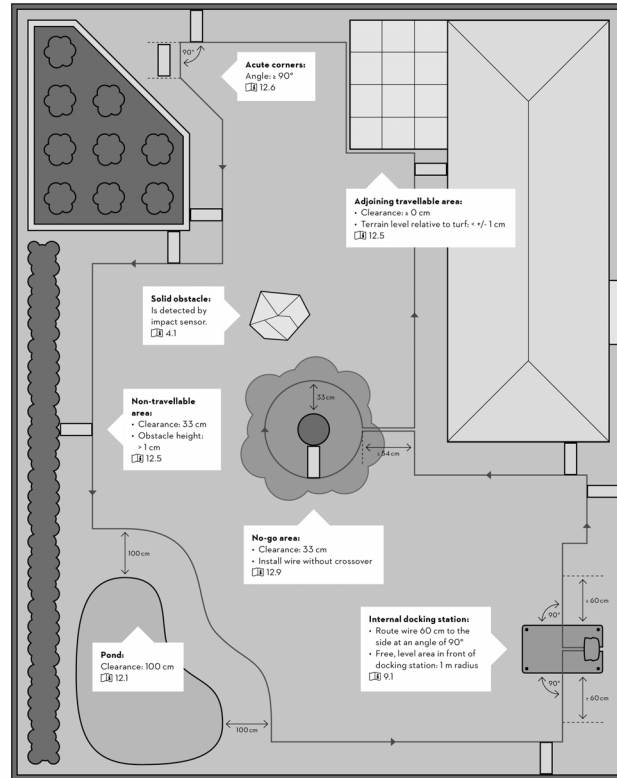 90°
Acute corners:
Angle: ≥ 90°
12.6
Adjoining travellable area:
• Clearance: ≥ 0 cm
• Terrain level relative to turf: < +/- 1 cm
12.5
Solid obstacle:
Is detected by
impact sensor.
4.1
33 cm
Non-travellable
area:
• Clearance: 33 cm
• Obstacle height:
> 1 cm
12.5
≥ 54 cm
No-go area:
• Clearance: 33 cm
• Install wire without crossover
12.9
100 cm
≥ 60 cm
90°
Internal docking station:
• Route wire 60 cm to the
side at an angle of 90°
• Free, level area in front of
docking station: 1 m radius
9.1
Pond:
Clearance: 100 cm
12.1
90°
≥ 60 cm
100 cm